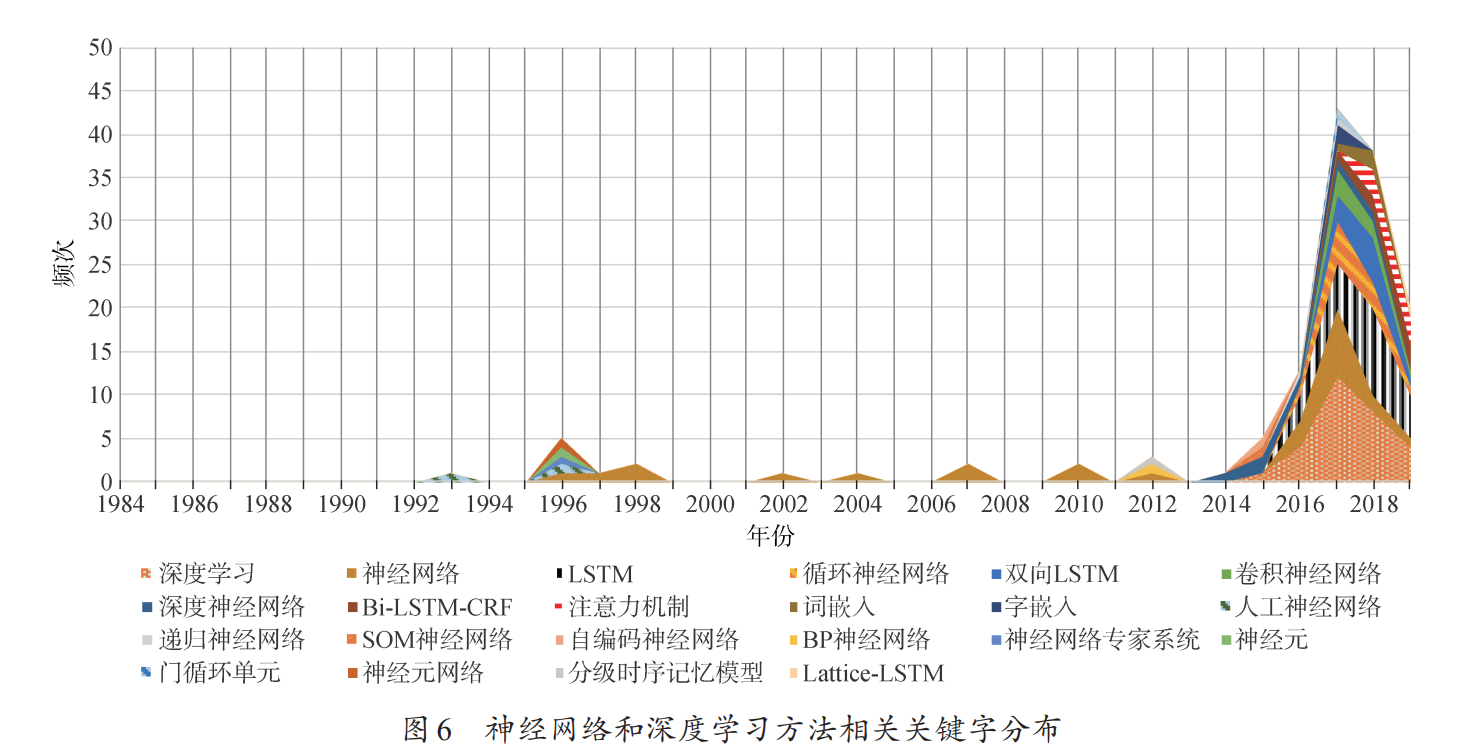 50
45
40
35
30
25
20
15
10
5
0
频次
1984 1986 1988 1990 1992 1994 1996 1998 2000 2002 2004 2006 2008 2010 2012 2014 2016 2018
年份
深度学习 神经网络 LSTM 循环神经网络 双向LSTM 卷积神经网络
深度神经网络 Bi-LSTM-CRF 注意力机制 词嵌入 字嵌入 人工神经网络
递归神经网络 SOM神经网络 自编码神经网络 BP神经网络 神经网络专家系统 神经元
门循环单元 神经元网络 分级时序记忆模型 Lattice-LSTM
图6 神经网络和深度学习方法相关关键字分布